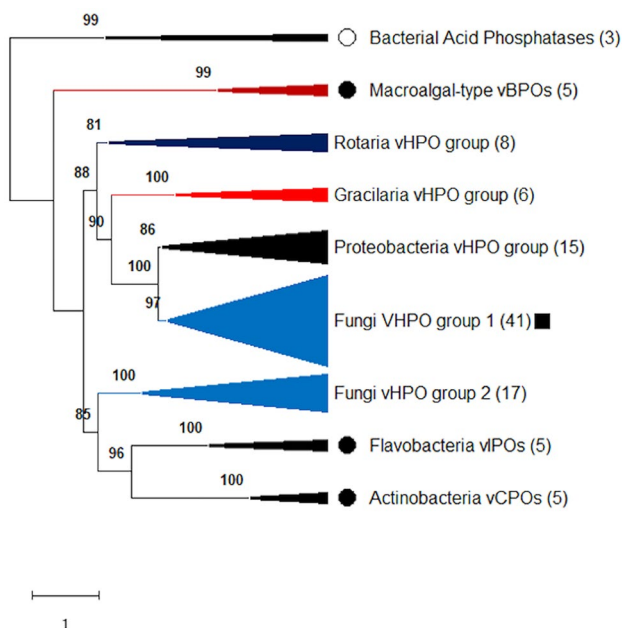 99
Bacterial Acid Phosphatases (3)
99
Macroalgal-type vBPOs (5)
81
Rotaria vHPO group (8)
88
100
Gracilaria vHPO group (6)
90
86
Proteobacteria vHPO group (15)
100
97
Fungi VHPO group 1 (41)
100
Fungi vHPO group 2 (17)
85
100
Flavobacteria vIPOs (5)
96
100
Actinobacteria vCPOs (5)
1